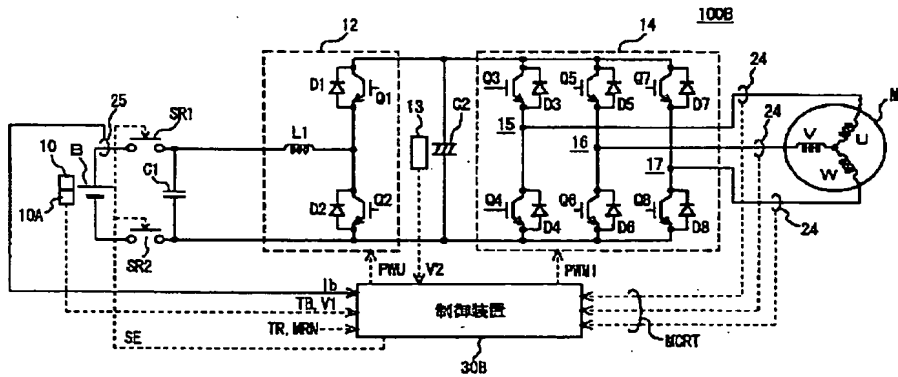 100B
12
14
24
M1
D1
Q1
13
C2
Q3
D3
Q5
D5
Q7
D7
25
SR1
15
24
10
B
L1
16
V
U
10A
C1
17
W
D2
Q2
Q4
D4
Q6
D6
Q8
D8
24
SR2
PWU
V2
PWMI
Ib
TB, V1
TR, MRN
制御装置
SE
MCRT
30B